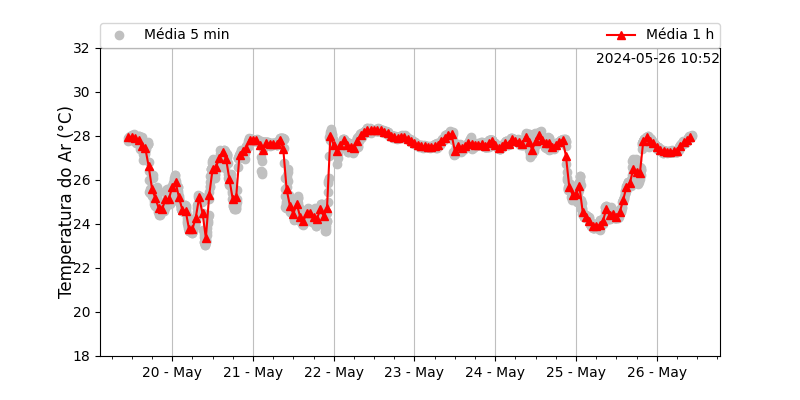 Média 5 min
Média 1 h
2024-05-26 10:52
Temperatura do Ar (°C)
32
30
28
26
24
22
20
18
20 - May
21 - May
22 - May
23 - May
24 - May
25 - May
26 - May